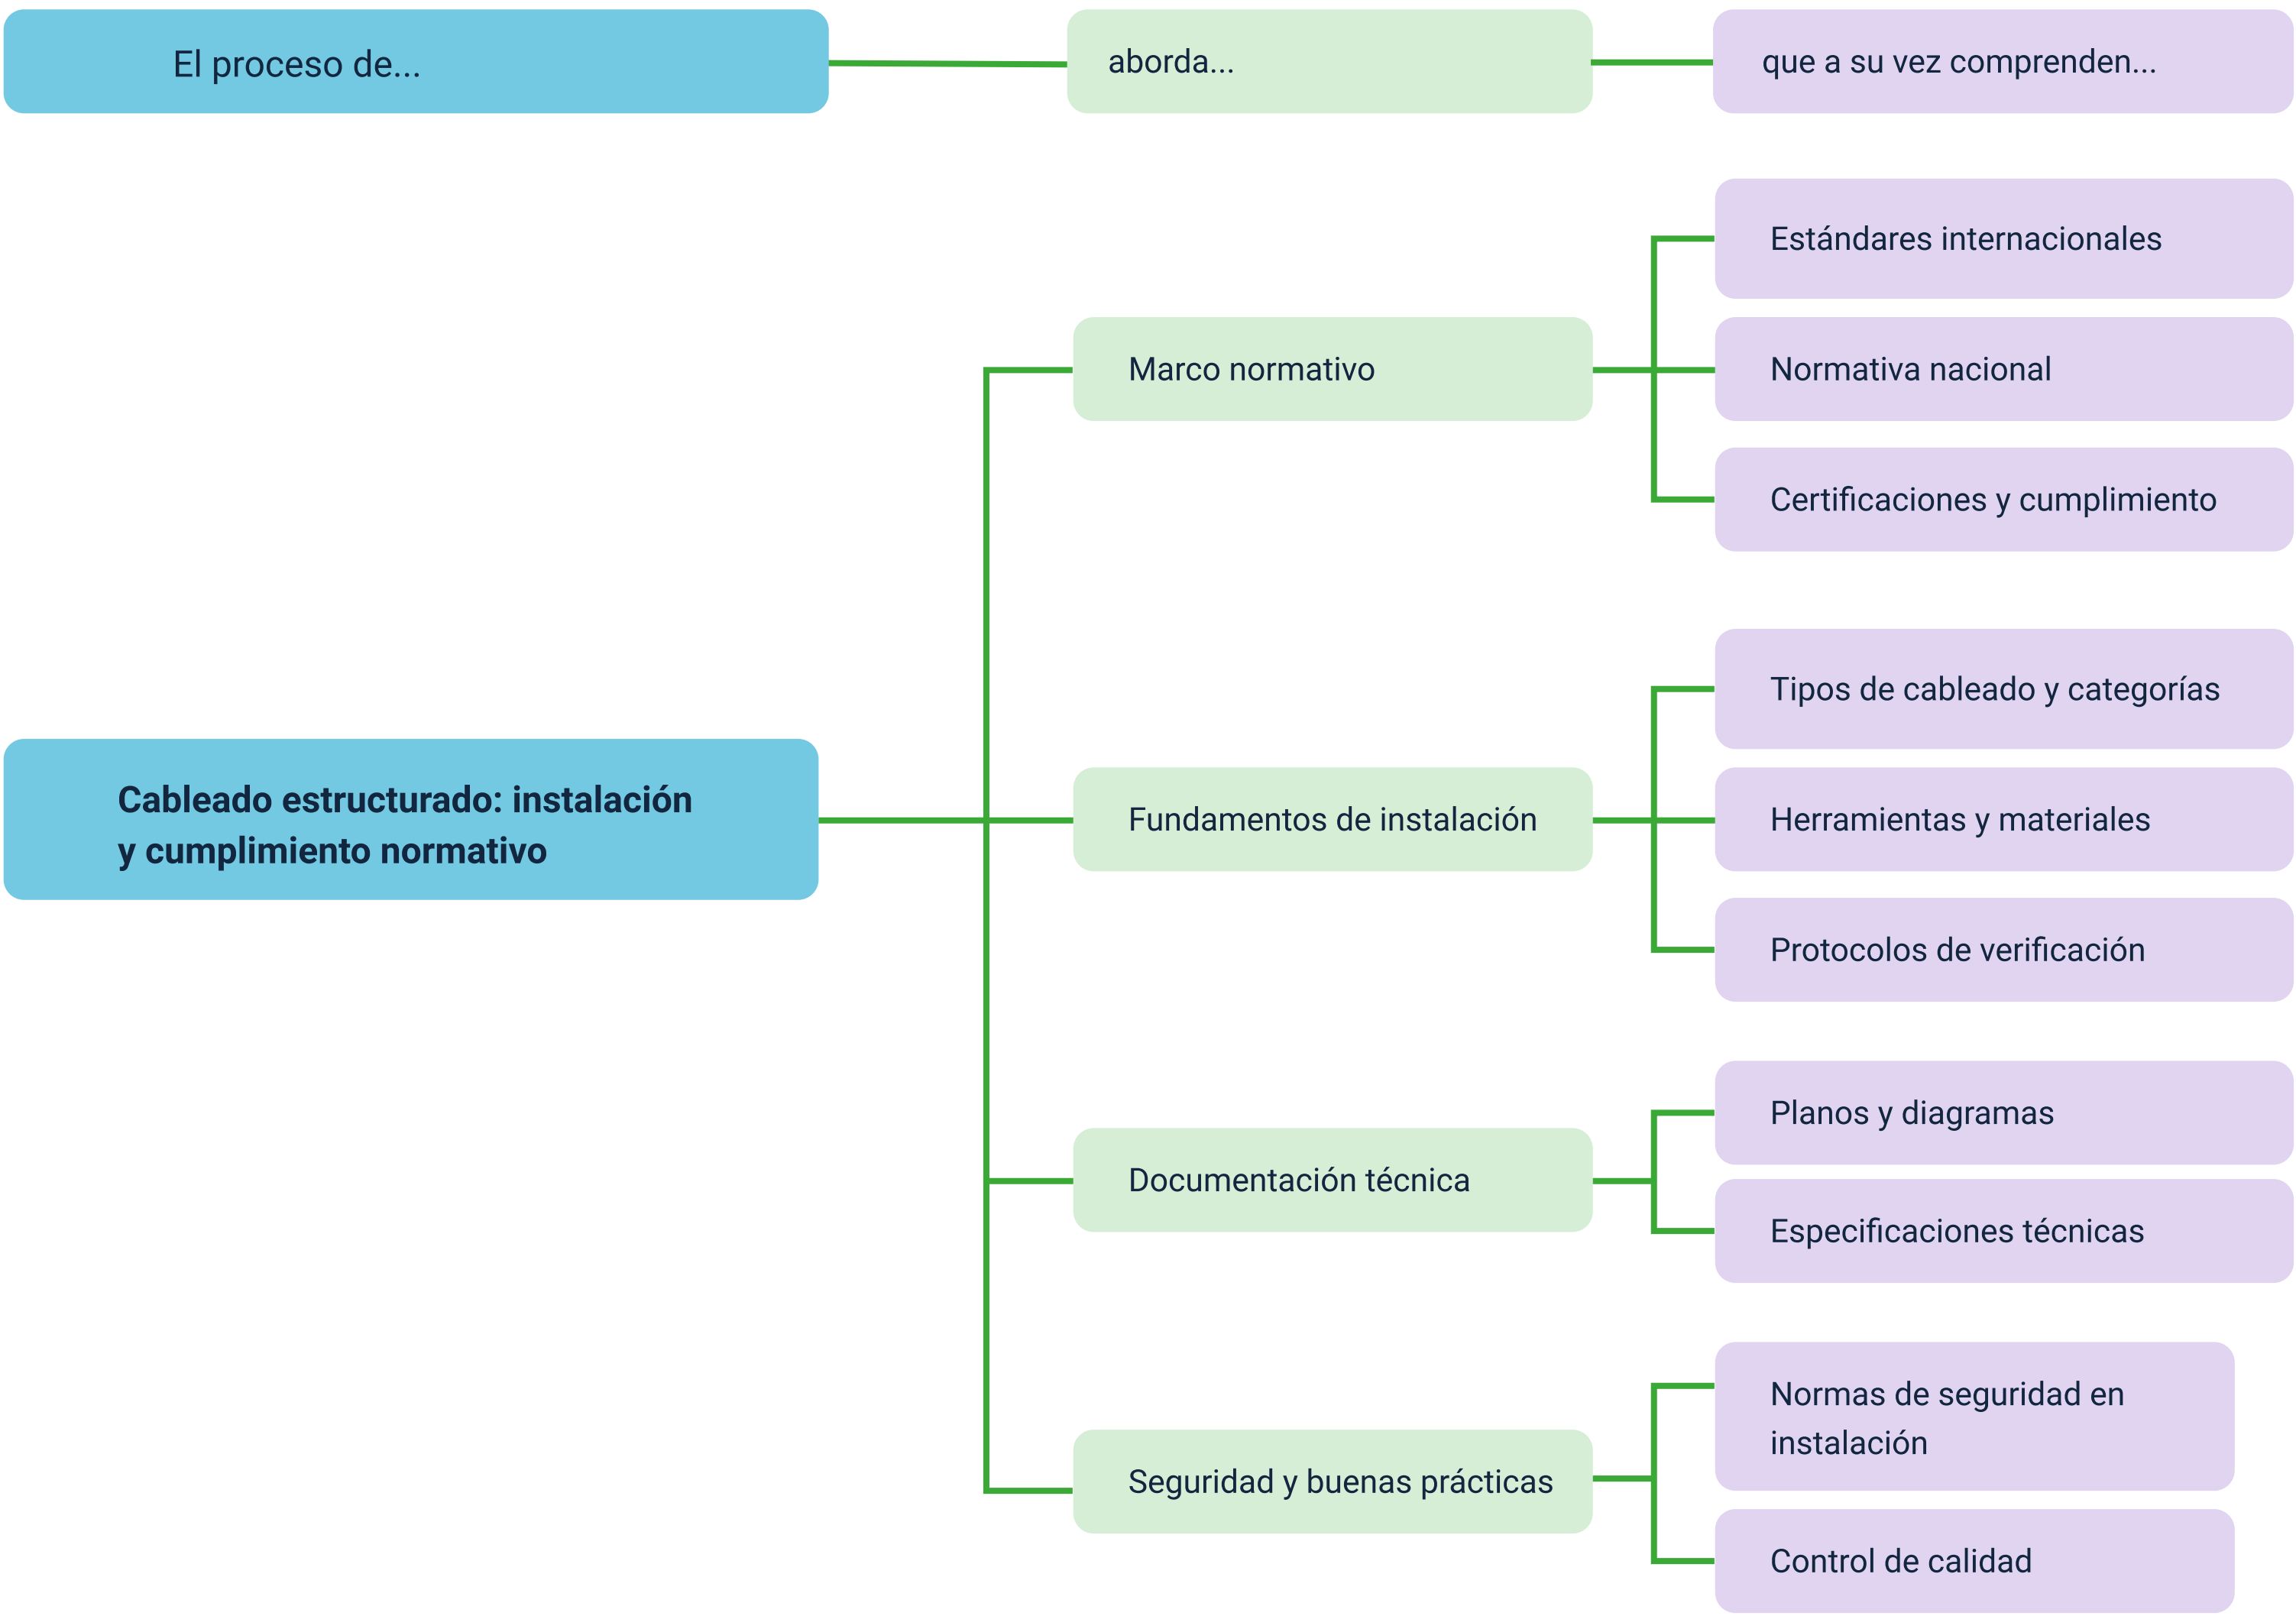 El proceso de...
aborda...
que a su vez comprenden...
Estándares internacionales
Marco normativo
Normativa nacional
Certificaciones y cumplimiento
Tipos de cableado y categorías
Cableado estructurado: instalación
y cumplimiento normativo
Fundamentos de instalación
Herramientas y materiales
Protocolos de verificación
Planos y diagramas
Documentación técnica
Especificaciones técnicas
Normas de seguridad en
instalación
Seguridad y buenas prácticas
Control de calidad